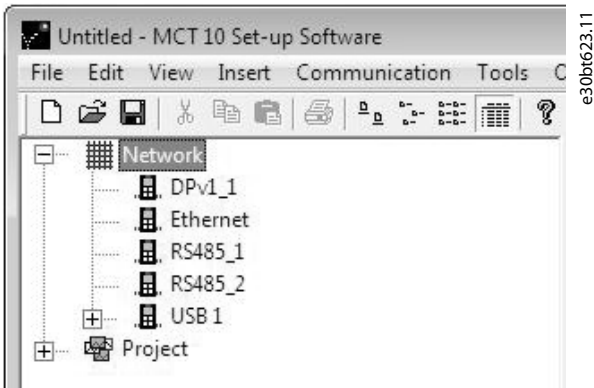 Untitled - MCT 10 Set-up Software
File Edit View Insert Communication Tools
Network
DPv1_1
Ethernet
RS485_1
RS485_2
USB 1
Project
e30bt623.11